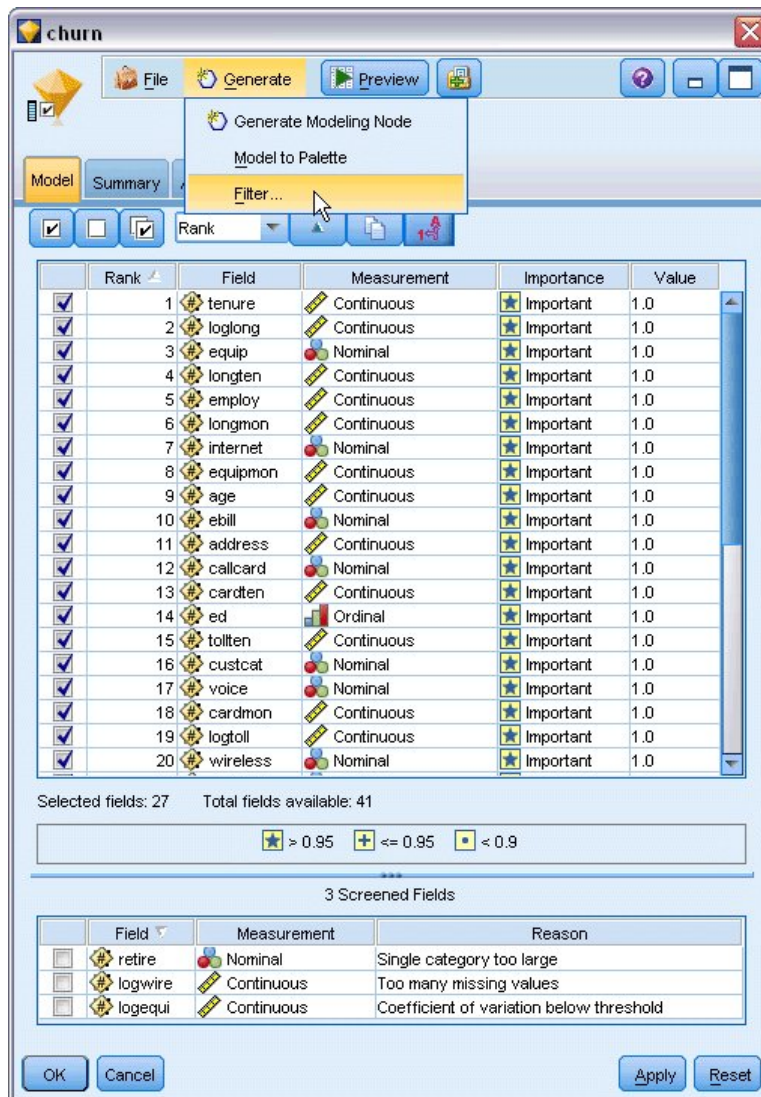 churn
File Generate Preview
Generate Modeling Node
Model to Palette
Filter...
Model Summary
Rank
Rank Field Measurement Importance Value
1 tenure Continuous Important 1.0
2 loglong Continuous Important 1.0
3 equip Nominal Important 1.0
4 longten Continuous Important 1.0
5 employ Continuous Important 1.0
6 longmon Continuous Important 1.0
7 internet Nominal Important 1.0
8 equipmon Continuous Important 1.0
9 age Continuous Important 1.0
10 ebill Nominal Important 1.0
11 address Continuous Important 1.0
12 callcard Nominal Important 1.0
13 cardten Continuous Important 1.0
14 ed Ordinal Important 1.0
15 tollten Continuous Important 1.0
16 custcat Nominal Important 1.0
17 voice Nominal Important 1.0
18 cardmon Continuous Important 1.0
19 logtoll Continuous Important 1.0
20 wireless Nominal Important 1.0
Selected fields: 27 Total fields available: 41
> 0.95 <= 0.95 < 0.9
3 Screened Fields
Field Measurement Reason
retire Nominal Single category too large
logwire Continuous Too many missing values
logequi Continuous Coefficient of variation below threshold
OK Cancel Apply Reset